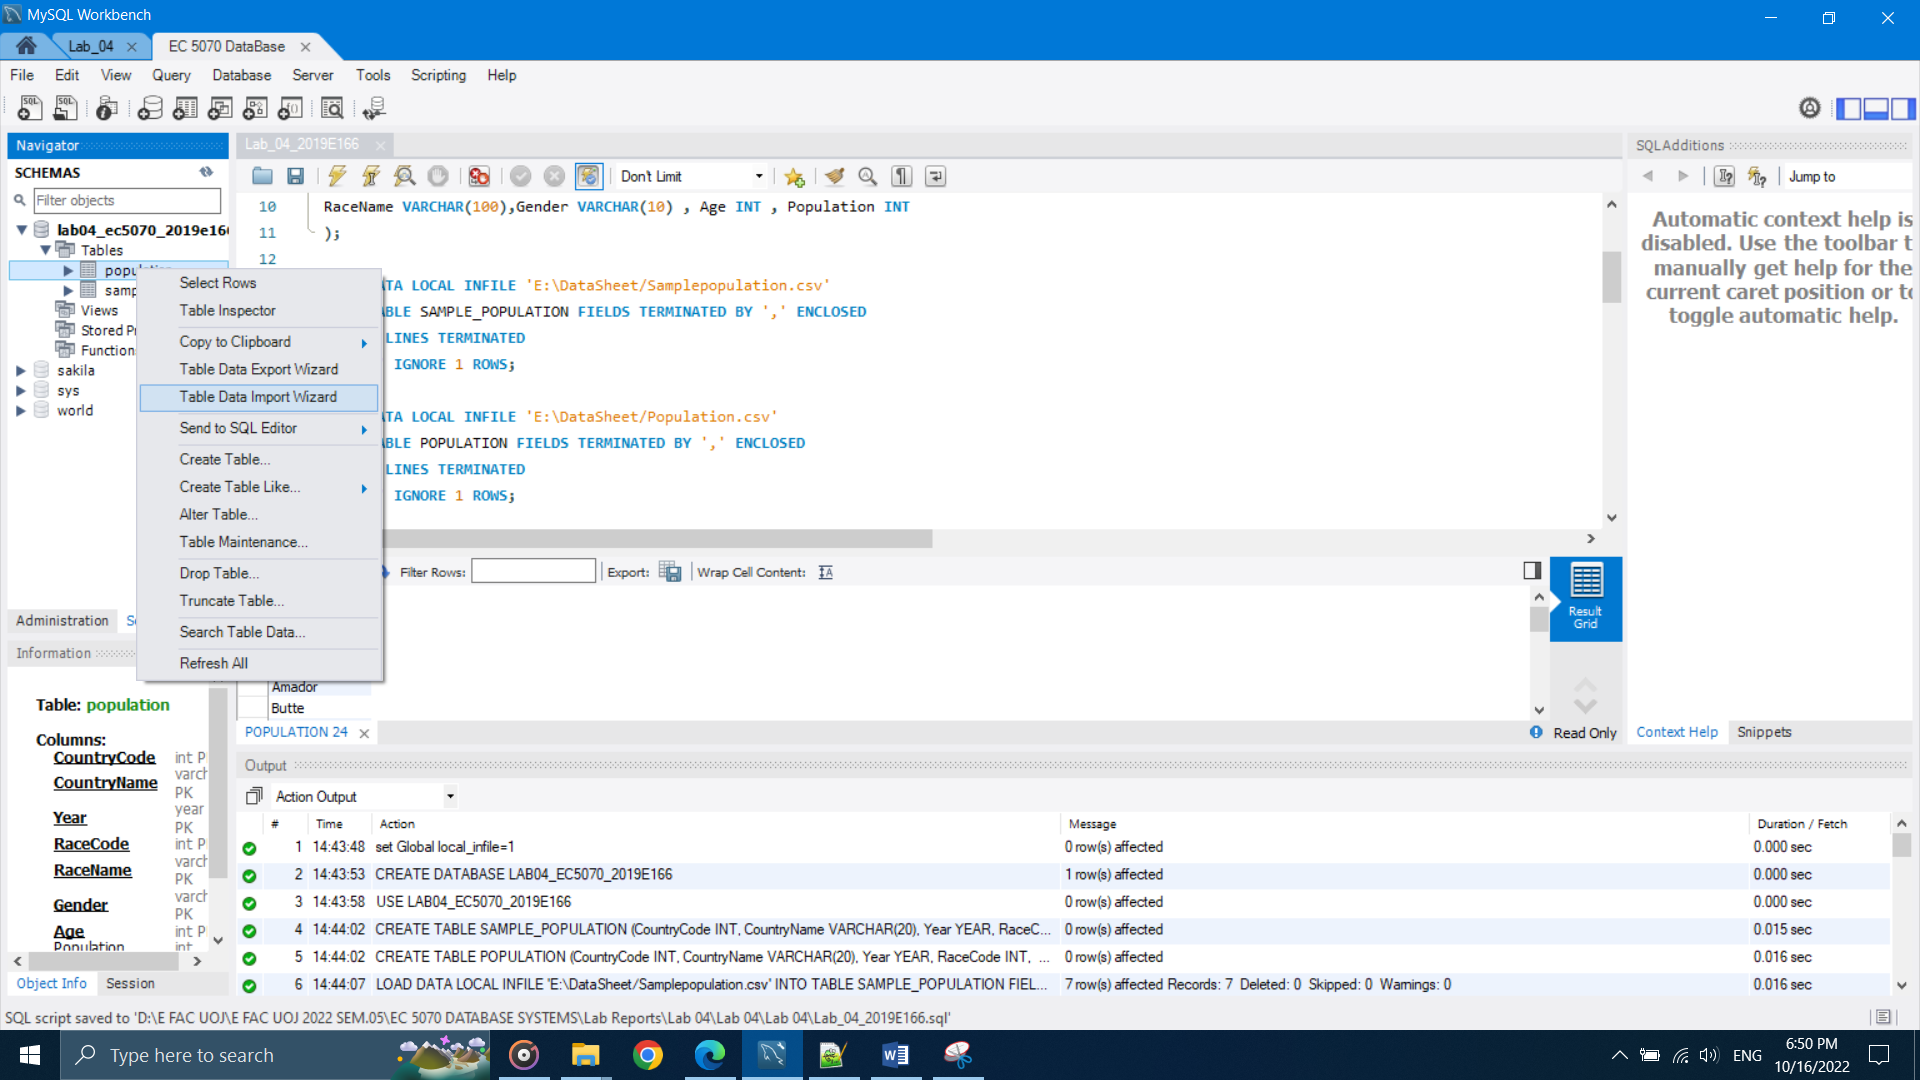 MySQL Workbench
Lab_04
EC 5070 DataBase
File Edit View Query Database Server Tools Scripting Help
Navigator
SCHEMAS
Filter objects
lab04_ec5070_2019e16
Tables
Views
sakila
sys
world
Select Rows
Table Inspector
Copy to Clipboard
Table Data Export Wizard
Table Data Import Wizard
Send to SQL Editor
Create Table...
Create Table Like...
Alter Table...
Table Maintenance...
Drop Table...
Truncate Table...
Search Table Data...
Refresh All
Lab_04_2019E166
Don't Limit
10 RaceName VARCHAR(100),Gender VARCHAR(10) , Age INT , Population INT
11 );
12
TA LOCAL INFILE 'E:\DataSheet/Samplepopulation.csv'
BLE SAMPLE_POPULATION FIELDS TERMINATED BY ',' ENCLOSED
LINES TERMINATED
IGNORE 1 ROWS;
TA LOCAL INFILE 'E:\DataSheet/Population.csv'
BLE POPULATION FIELDS TERMINATED BY ',' ENCLOSED
LINES TERMINATED
IGNORE 1 ROWS;
Filter Rows: Export: Wrap Cell Content:
Result
Grid
Amador
Butte
POPULATION 24
Read Only
SQLAdditions
Jump to
Automatic context help is
disabled. Use the toolbar t
manually get help for the
current caret position or to
toggle automatic help.
Context Help Snippets
Administration
Information
Table: population
Columns:
CountryCode int P
CountryName varch
PK
Year year
PK
RaceCode int P
RaceName varch
PK
Gender varch
PK
Age int P
Population int
Object Info Session
Output
Action Output
# Time Action Message Duration / Fetch
1 14:43:48 set Global local_infile=1 0 row(s) affected 0.000 sec
2 14:43:53 CREATE DATABASE LAB04_EC5070_2019E166 1 row(s) affected 0.000 sec
3 14:43:58 USE LAB04_EC5070_2019E166 0 row(s) affected 0.000 sec
4 14:44:02 CREATE TABLE SAMPLE_POPULATION (CountryCode INT, CountryName VARCHAR(20), Year YEAR, RaceC... 0 row(s) affected 0.015 sec
5 14:44:02 CREATE TABLE POPULATION (CountryCode INT, CountryName VARCHAR(20), Year YEAR, RaceCode INT, ... 0 row(s) affected 0.016 sec
6 14:44:07 LOAD DATA LOCAL INFILE 'E:\DataSheet/Samplepopulation.csv' INTO TABLE SAMPLE_POPULATION FIEL... 7 row(s) affected Records: 7 Deleted: 0 Skipped: 0 Warnings: 0 0.016 sec
SQL script saved to 'D:\E FAC UOJ\E FAC UOJ 2022 SEM.05\EC 5070 DATABASE SYSTEMS\Lab Reports\Lab 04\Lab 04\Lab_04_2019E166.sql'
Type here to search
ENG
6:50 PM
10/16/2022